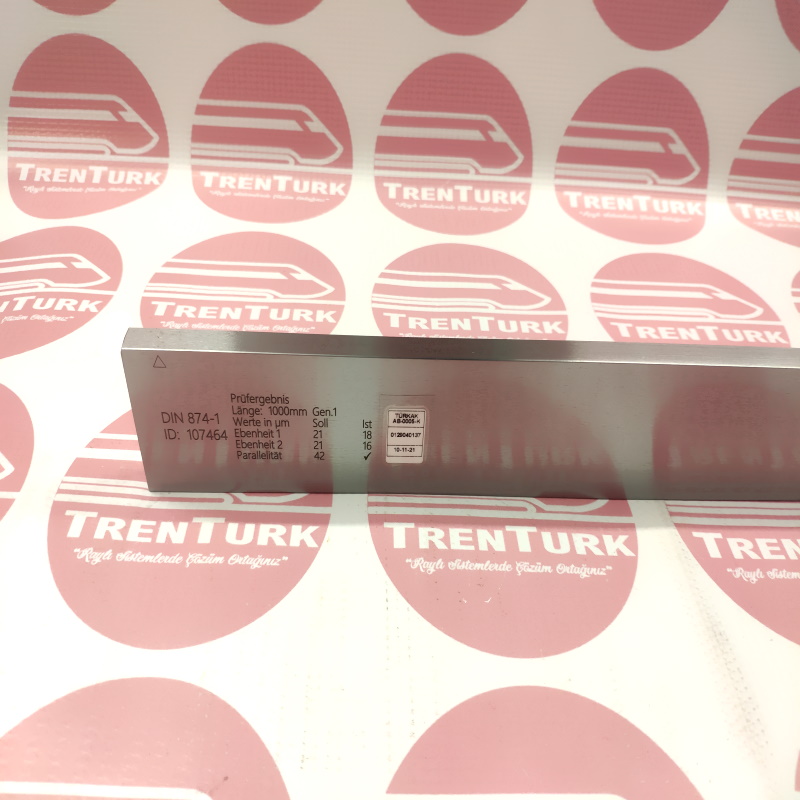 TRENTURK
TRENTURK
TRENTURK
TRENTURK
"Raylı Sistemlerde Çözüm Ortağınız"
TRENTURK
TRENTURK
TRENTURK
DIN 874-1
ID: 107464
Prüfergebnis
Länge: 1000mm Gen.1
Werte in µm Soll Ist
Ebenheit 1 21 18
Ebenheit 2 21 16
Parallelität 42 ✓
TÜRKAK
AB-0005-K
10-11-21
TRENTURK
"Raylı Sistemlerde Çözüm Ortağınız"
TRENTURK
"Raylı Sistemlerde Çözüm Ortağınız"
TRENTURK